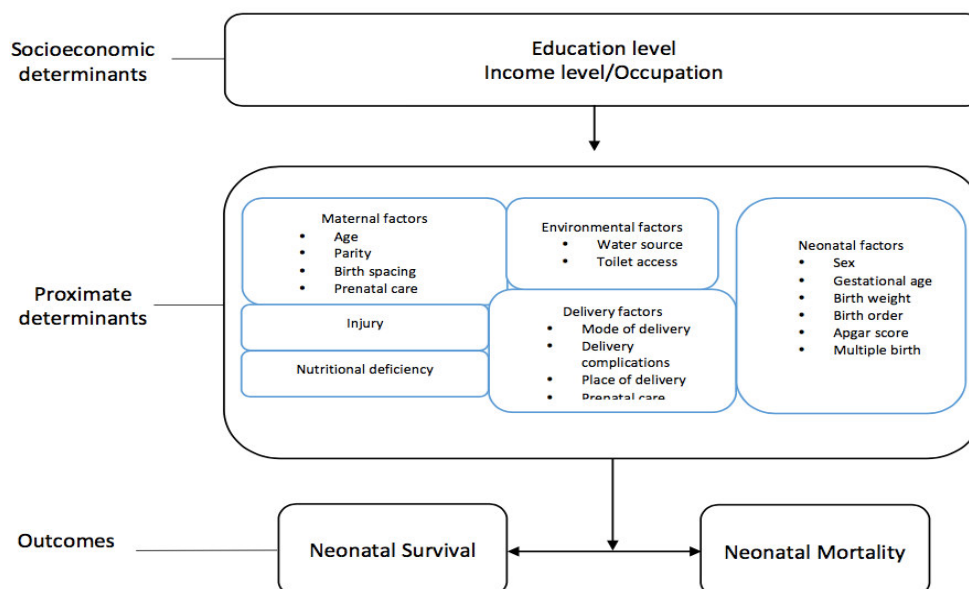 Socioeconomic
determinants
Education level
Income level/Occupation
Proximate
determinants
Maternal factors
• Age
• Parity
• Birth spacing
• Prenatal care
Injury
Nutritional deficiency
Environmental factors
• Water source
• Toilet access
Delivery factors
• Mode of delivery
• Delivery
complications
• Place of delivery
• Prenatal care
Neonatal factors
• Sex
• Gestational age
• Birth weight
• Birth order
• Apgar score
• Multiple birth
Outcomes
Neonatal Survival
Neonatal Mortality